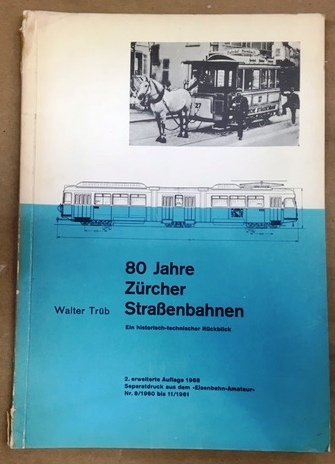 80 Jahre
Zürcher
Walter Trüb Straßenbahnen
Ein historisch-technischer Rückblick
2. erweiterte Auflage 1968
Separatdruck aus dem «Eisenbahn-Amateur»
Nr. 9/1960 bis 11/1961